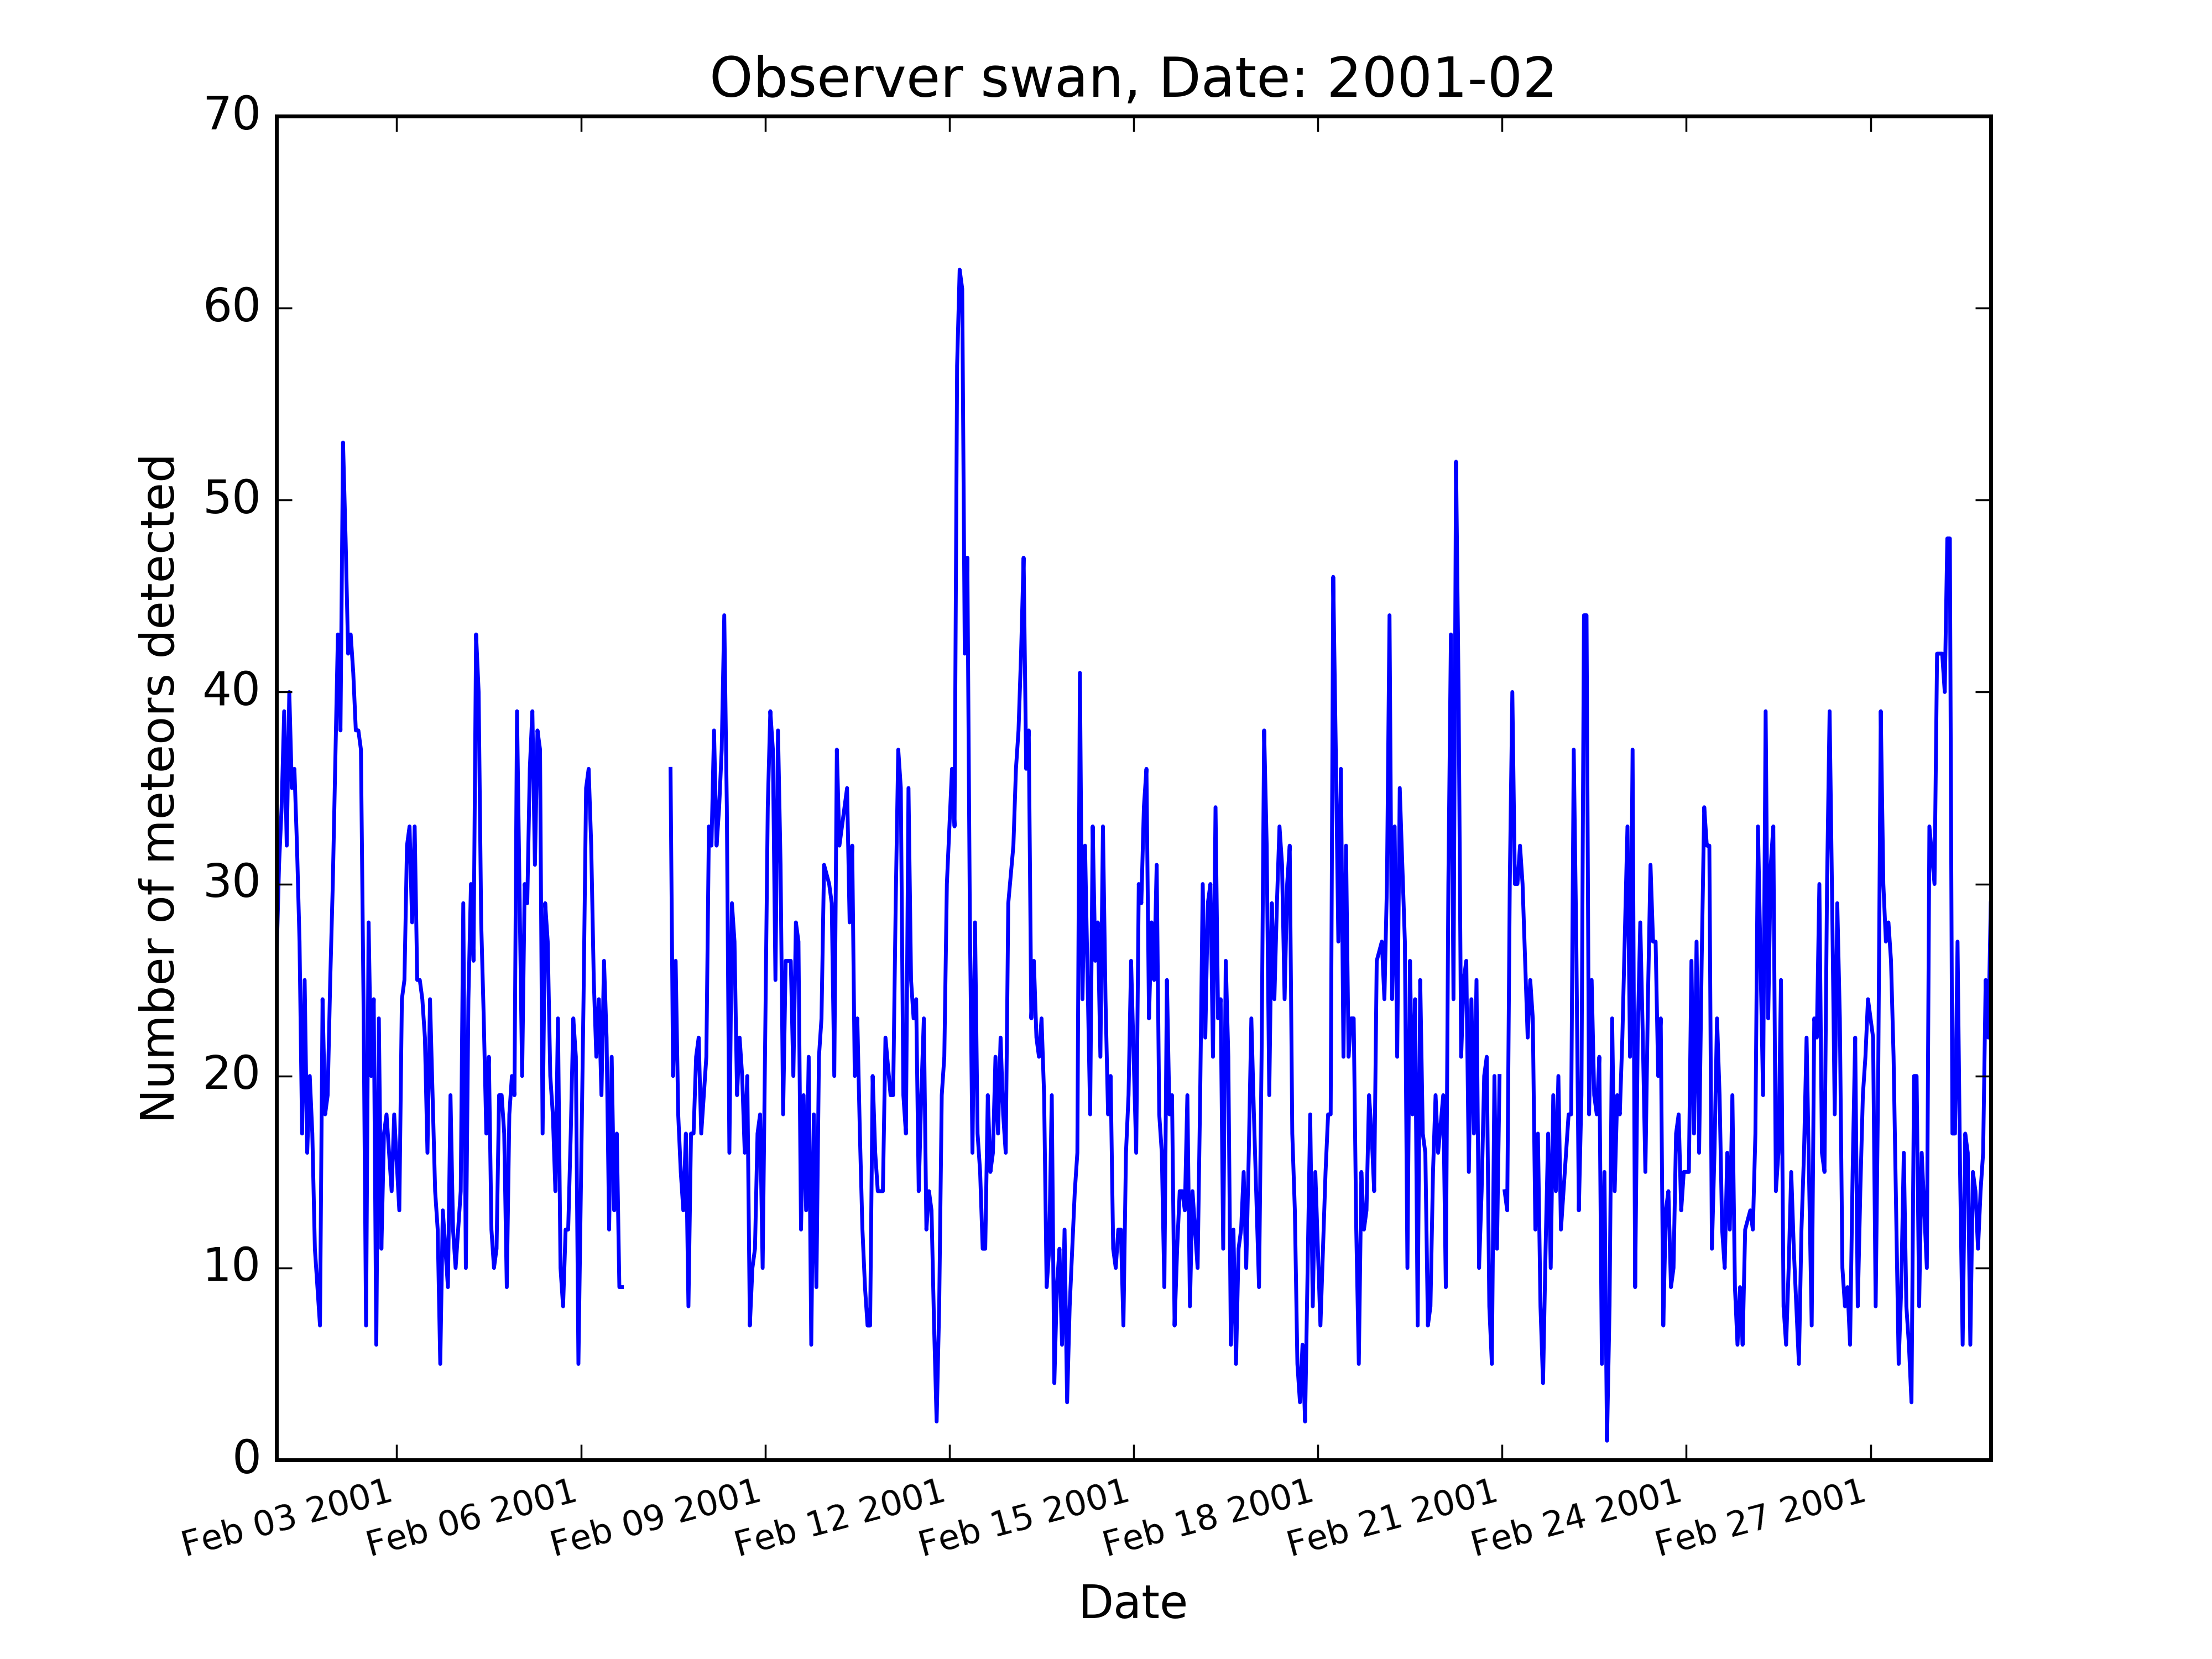 Observer swan, Date: 2001-02
70
60
50
40
30
20
10
0
Number of meteors detected
Feb 03 2001
Feb 06 2001
Feb 09 2001
Feb 12 2001
Feb 15 2001
Feb 18 2001
Feb 21 2001
Feb 24 2001
Feb 27 2001
Date